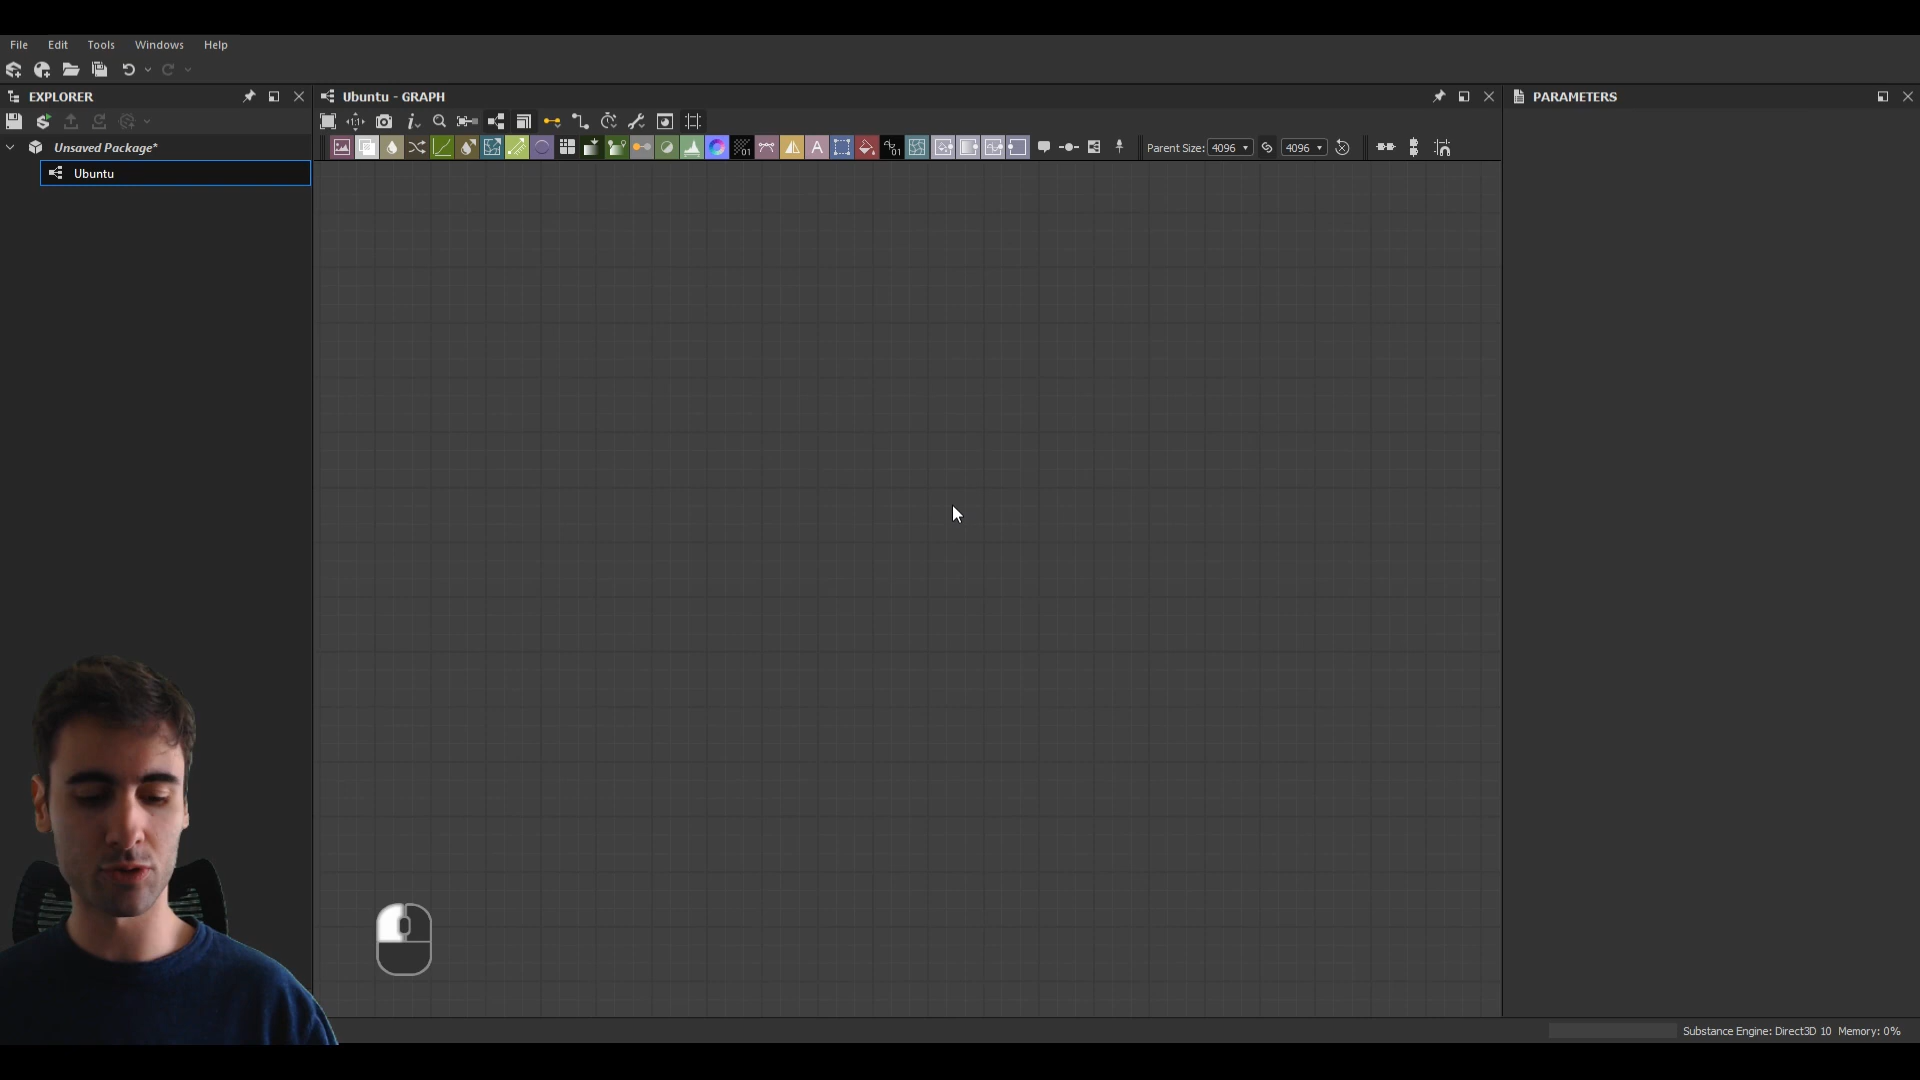 File Edit Tools Windows Help
EXPLORER
Ubuntu - GRAPH
PARAMETERS
Unsaved Package*
Parent Size: 4096 4096
Ubuntu
Substance Engine: Direct3D 10 Memory: 0%